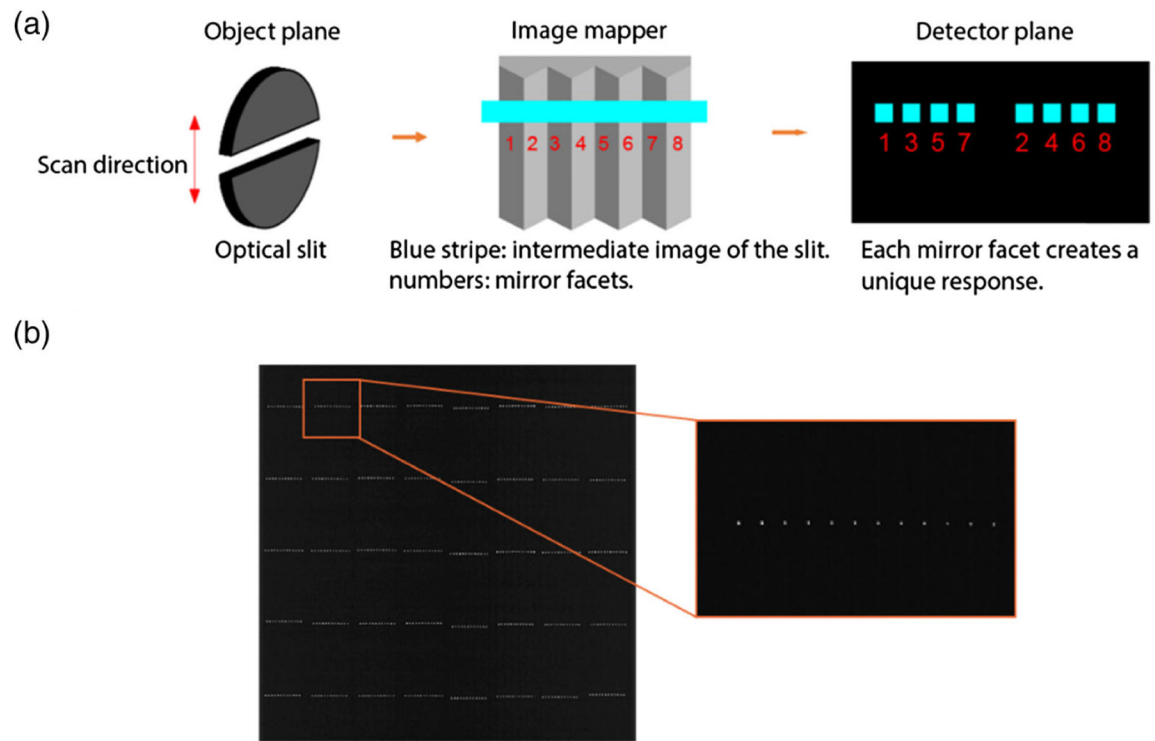 (a)
Object plane
Image mapper
Detector plane
Scan direction
1 2 3 4 5 6 7 8
1 3 5 7 2 4 6 8
Optical slit
Blue stripe: intermediate image of the slit.
numbers: mirror facets.
Each mirror facet creates a
unique response.
(b)